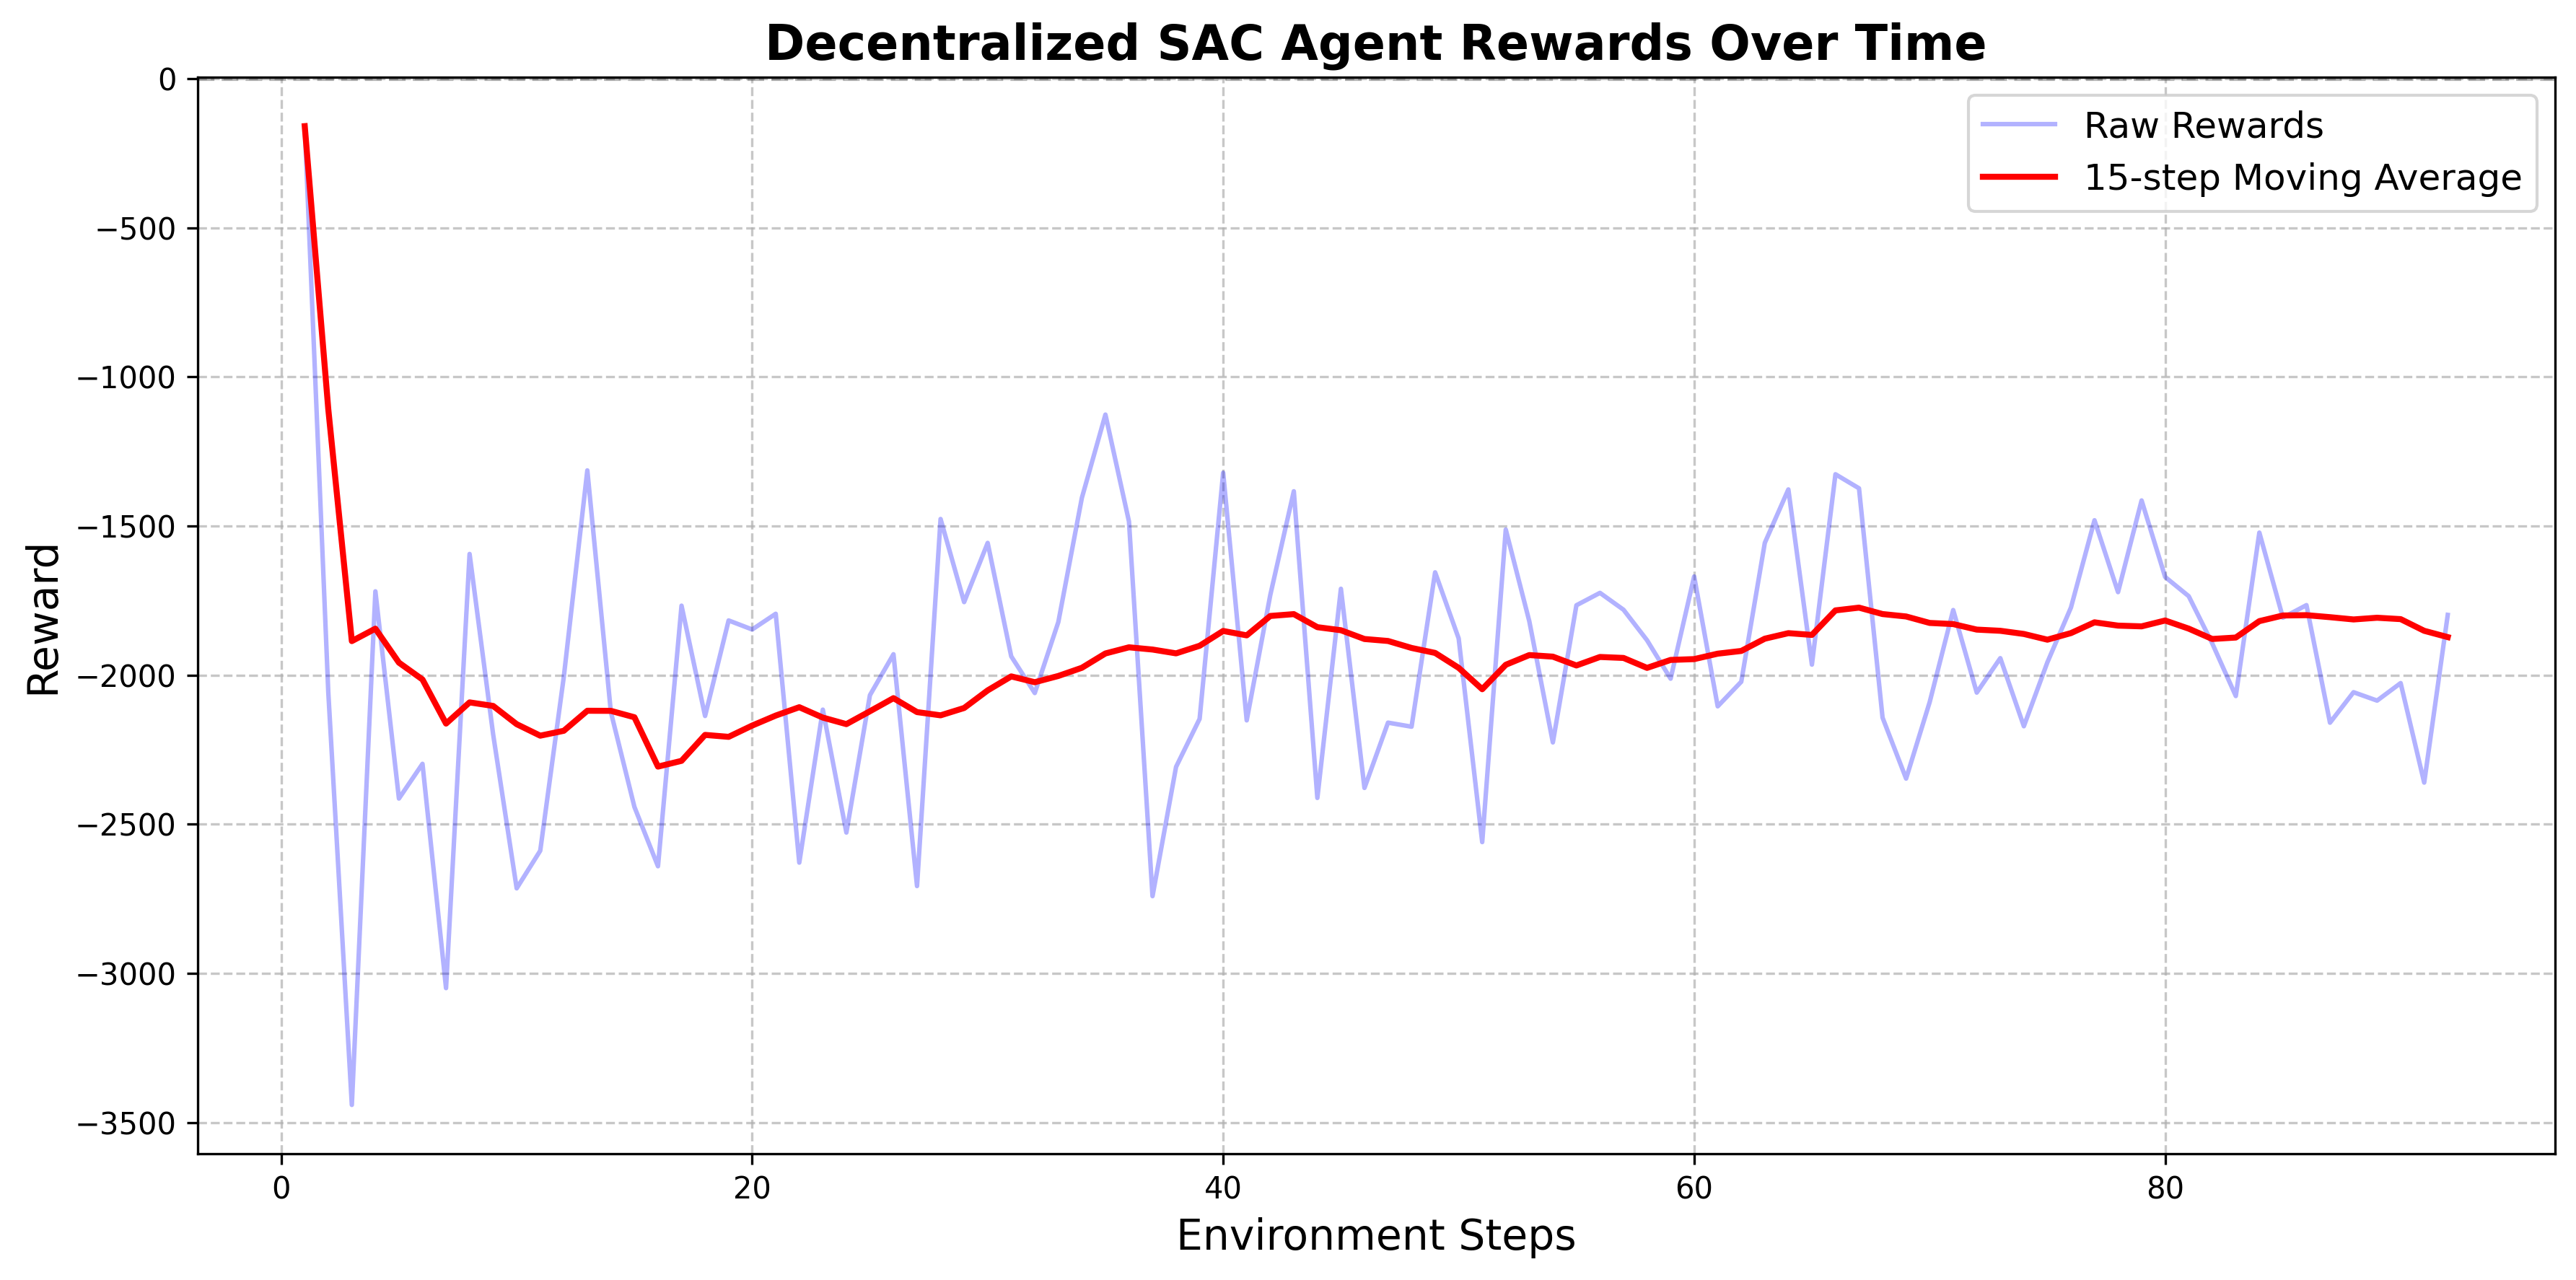 Decentralized SAC Agent Rewards Over Time
0
−500
−1000
−1500
−2000
−2500
−3000
−3500
Reward
Raw Rewards
15-step Moving Average
0 20 40 60 80
Environment Steps